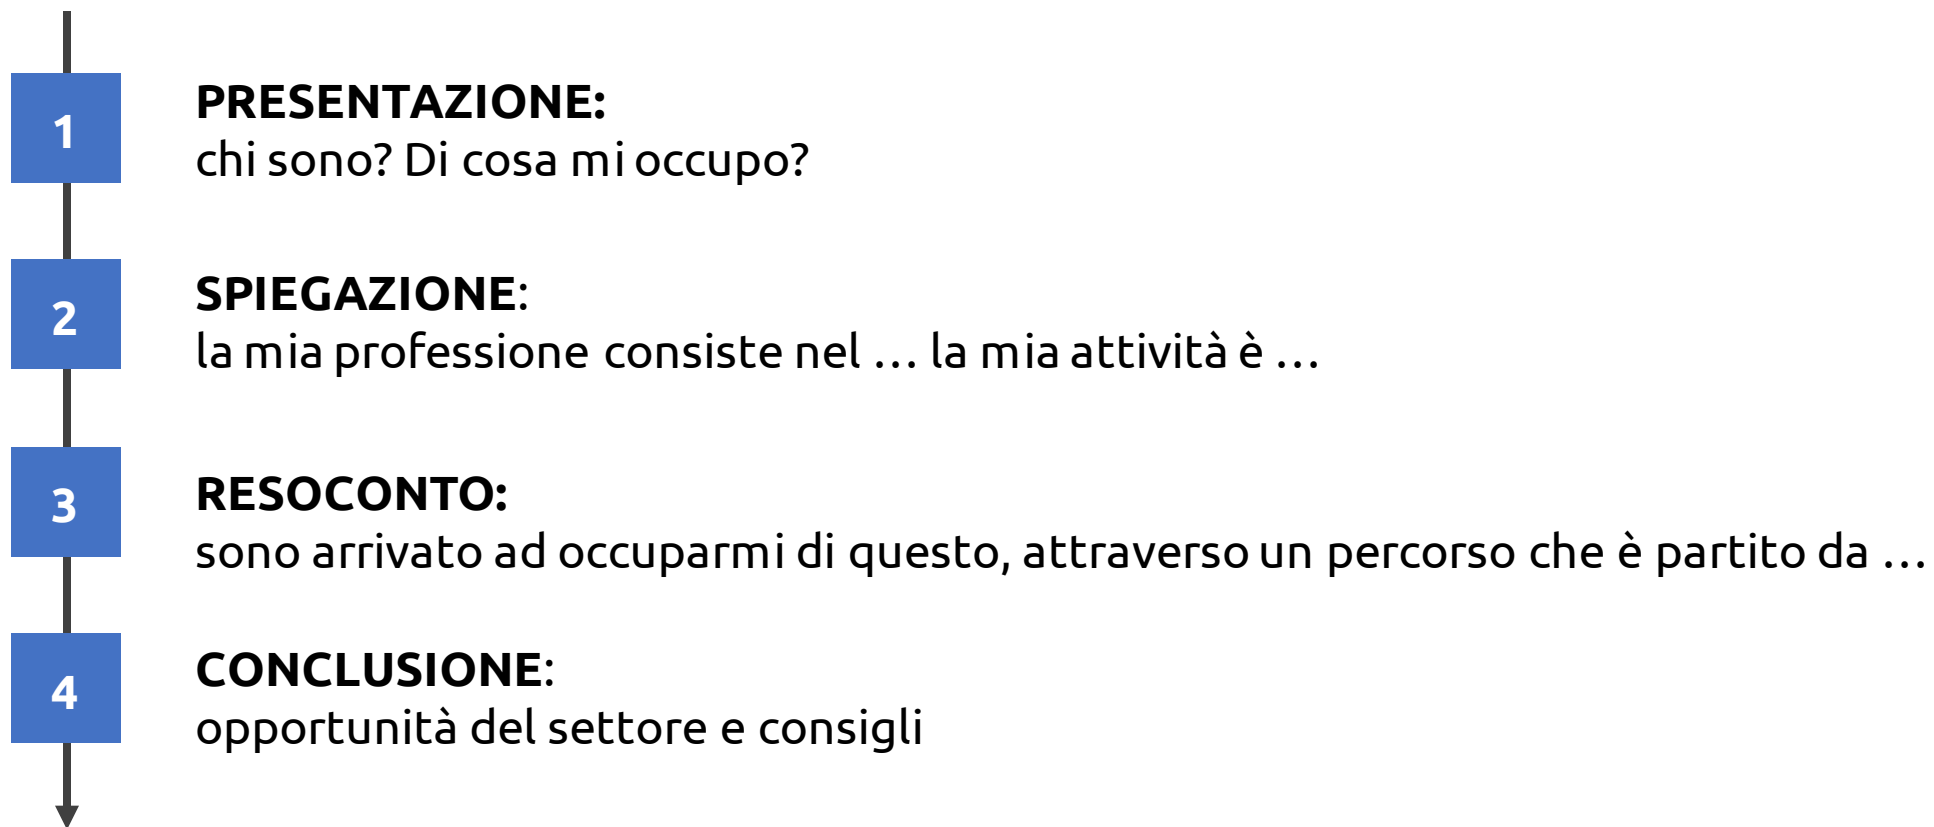 1
PRESENTAZIONE:
chi sono? Di cosa mi occupo?
2
SPIEGAZIONE:
la mia professione consiste nel … la mia attività è …
3
RESOCONTO:
sono arrivato ad occuparmi di questo, attraverso un percorso che è partito da …
4
CONCLUSIONE:
opportunità del settore e consigli